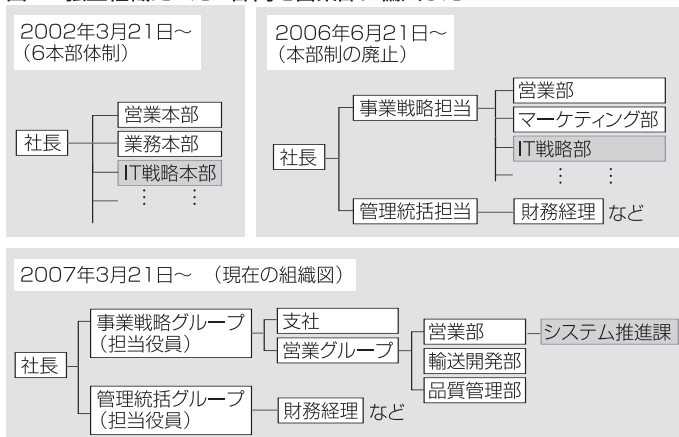 2002年3月21日～
（6本部体制）
社長
営業本部
業務本部
IT戦略本部
⋮ ⋮
2006年6月21日～
（本部制の廃止）
社長
事業戦略担当
営業部
マーケティング部
IT戦略部
⋮ ⋮
管理統括担当
財務経理 など
2007年3月21日～ （現在の組織図）
社長
事業戦略グループ
（担当役員）
支社
営業グループ
営業部
システム推進課
輸送開発部
品質管理部
管理統括グループ
（担当役員）
財務経理 など